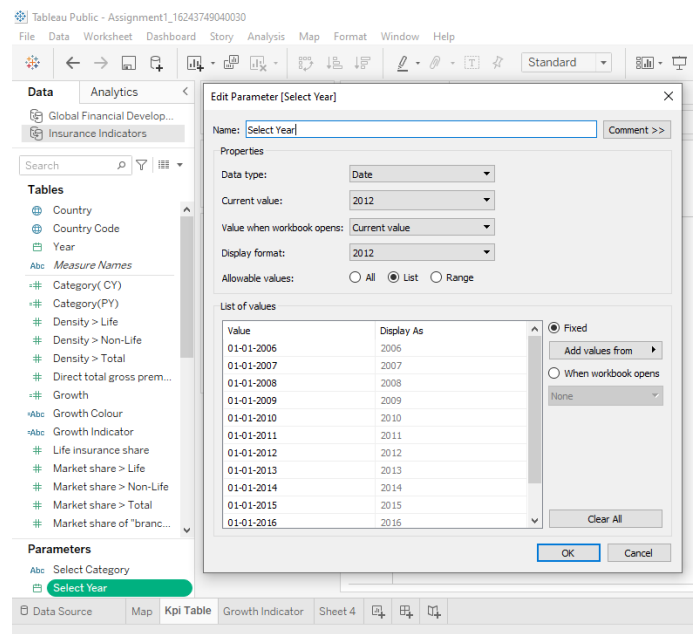 Tableau Public - Assignment1_16243749040030
File Data Worksheet Dashboard Story Analysis Map Format Window Help
Standard
Data Analytics
Global Financial Develop...
Insurance Indicators
Search
Tables
Country
Country Code
Year
Abc Measure Names
=# Category( CY)
=# Category(PY)
# Density > Life
# Density > Non-Life
# Density > Total
# Direct total gross prem...
=# Growth
=Abc Growth Colour
=Abc Growth Indicator
# Life insurance share
# Market share > Life
# Market share > Non-Life
# Market share > Total
# Market share of "branc...
Parameters
Abc Select Category
Select Year
Edit Parameter [Select Year]
Name: Select Year Comment >>
Properties
Data type: Date
Current value: 2012
Value when workbook opens: Current value
Display format: 2012
Allowable values: All List Range
List of values
Value Display As
01-01-2006 2006
01-01-2007 2007
01-01-2008 2008
01-01-2009 2009
01-01-2010 2010
01-01-2011 2011
01-01-2012 2012
01-01-2013 2013
01-01-2014 2014
01-01-2015 2015
01-01-2016 2016
Fixed
Add values from
When workbook opens
None
Clear All
OK Cancel
Data Source Map Kpi Table Growth Indicator Sheet 4